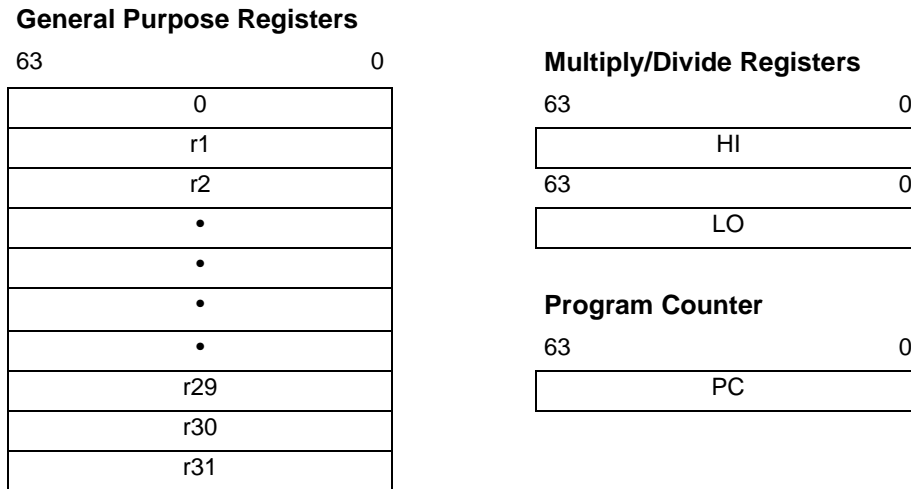 General Purpose Registers
63 0
0
r1
r2
•
•
•
•
r29
r30
r31
Multiply/Divide Registers
63 0
HI
63 0
LO
Program Counter
63 0
PC